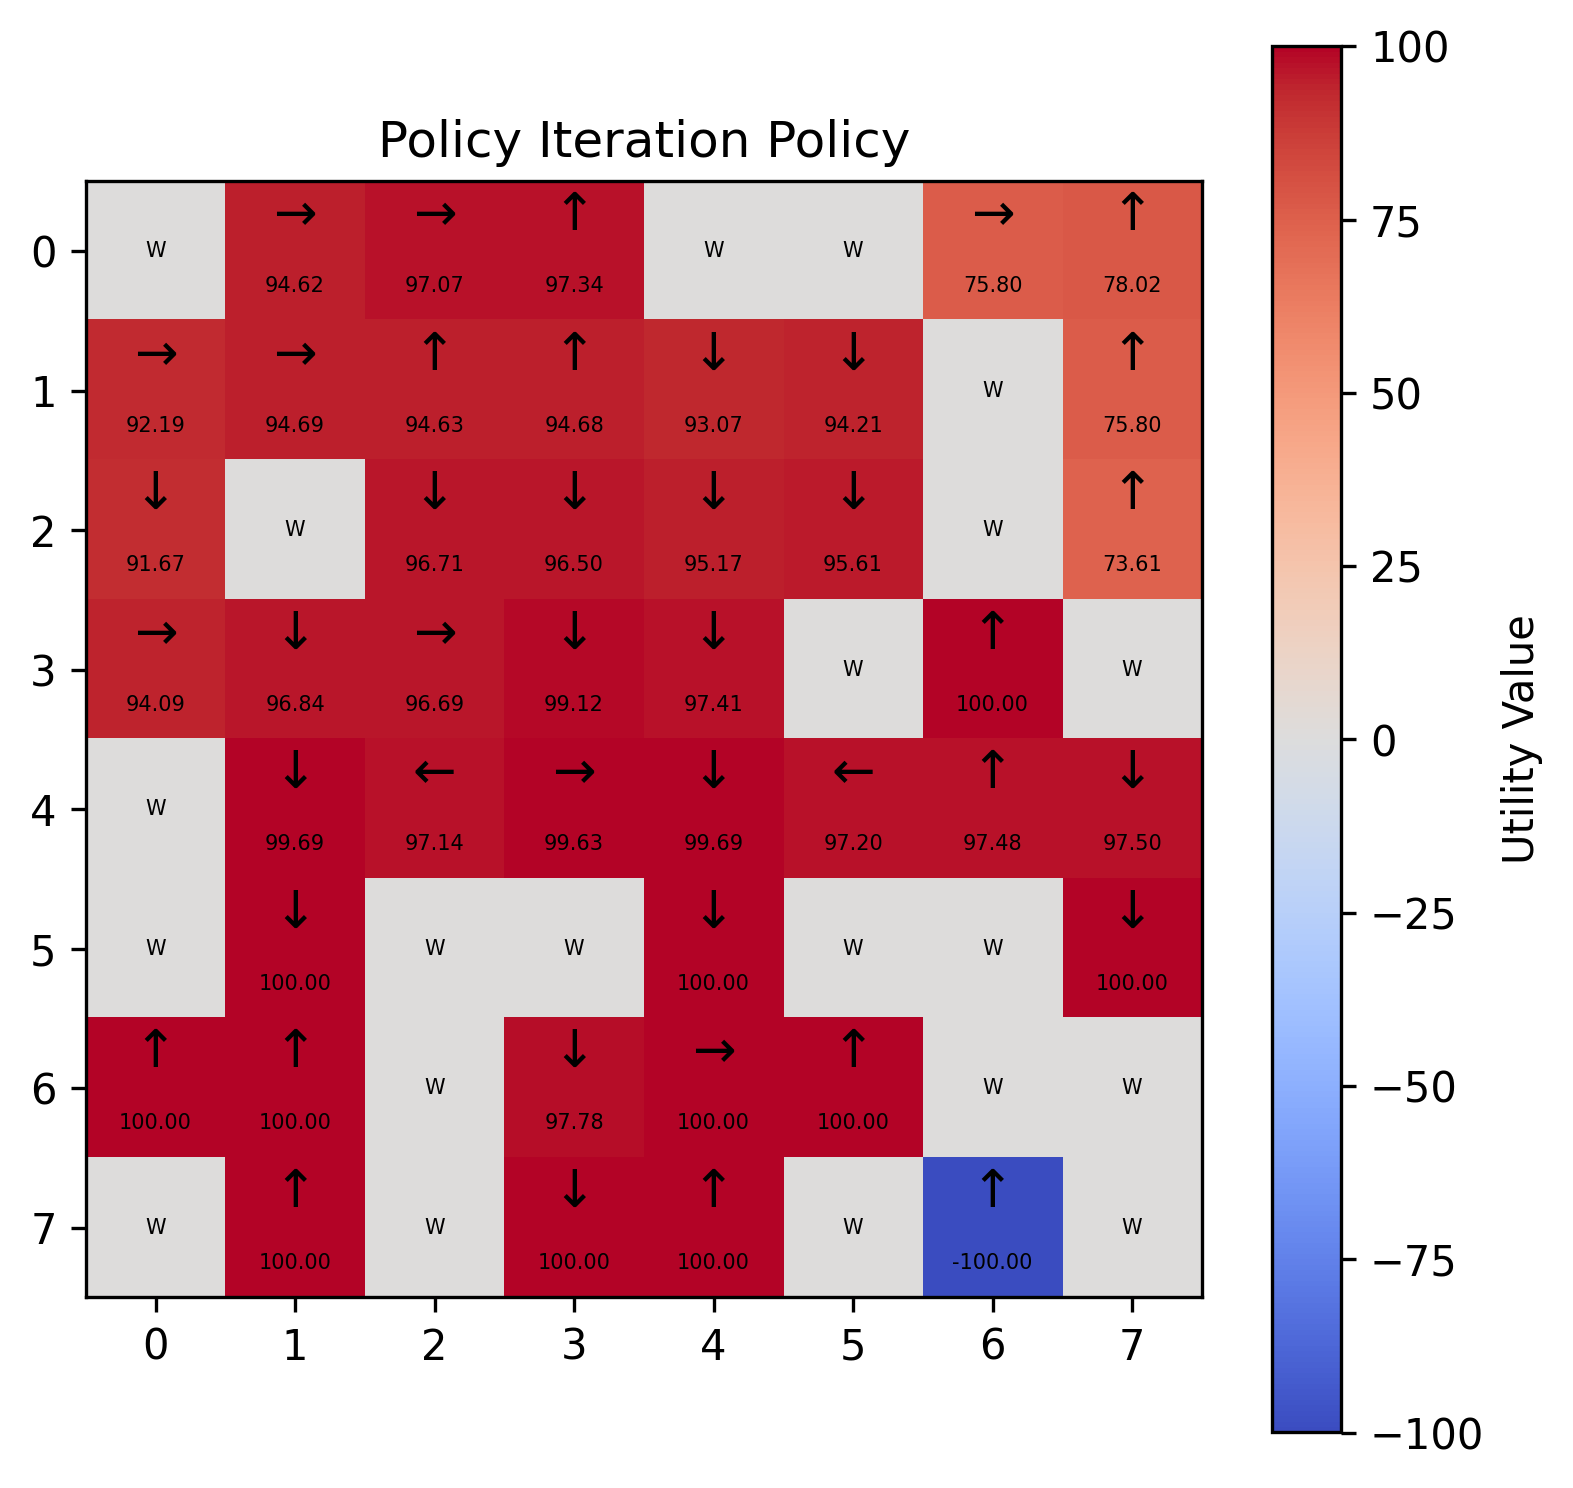 Policy Iteration Policy
0 W → → ↑ W W → ↑
94.62 97.07 97.34 75.80 78.02
1 → → ↑ ↑ ↓ ↓ W ↑
92.19 94.69 94.63 94.68 93.07 94.21 75.80
2 ↓ W ↓ ↓ ↓ ↓ W ↑
91.67 96.71 96.50 95.17 95.61 73.61
3 → ↓ → ↓ ↓ W ↑ W
94.09 96.84 96.69 99.12 97.41 100.00
4 W ↓ ← → ↓ ← ↑ ↓
99.69 97.14 99.63 99.69 97.20 97.48 97.50
5 W ↓ W W ↓ W W ↓
100.00 100.00 100.00
6 ↑ ↑ W ↓ → ↑ W W
100.00 100.00 97.78 100.00 100.00
7 W ↑ W ↓ ↑ W ↑ W
100.00 100.00 100.00 -100.00
0 1 2 3 4 5 6 7
100
75
50
25
0
−25
−50
−75
−100
Utility Value